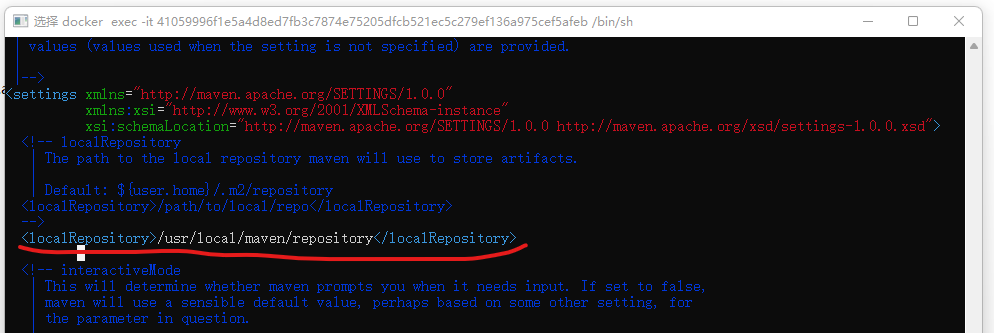 选择 docker exec -it 41059996f1e5a4d8ed7fb3c7874e75205dfcb521ec5c279ef136a975cef5afeb /bin/sh
| values (values used when the setting is not specified) are provided.
|
|-->
<settings xmlns="http://maven.apache.org/SETTINGS/1.0.0"
xmlns:xsi="http://www.w3.org/2001/XMLSchema-instance"
xsi:schemaLocation="http://maven.apache.org/SETTINGS/1.0.0 http://maven.apache.org/xsd/settings-1.0.0.xsd">
<!-- localRepository
| The path to the local repository maven will use to store artifacts.
|
| Default: ${user.home}/.m2/repository
<localRepository>/path/to/local/repo</localRepository>
-->
<localRepository>/usr/local/maven/repository</localRepository>
<!-- interactiveMode
| This will determine whether maven prompts you when it needs input. If set to false,
| maven will use a sensible default value, perhaps based on some other setting, for
| the parameter in question.